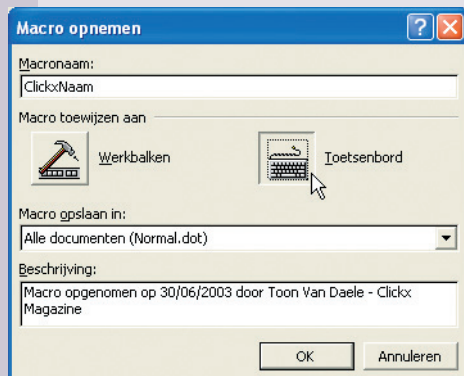 Macro opnemen
Macronaam:
ClickxNaam
Macro toewijzen aan
Werkbalken
Toetsenbord
Macro opslaan in:
Alle documenten (Normal.dot)
Beschrijving:
Macro opgenomen op 30/06/2003 door Toon Van Daele - Clickx
Magazine
OK
Annuleren